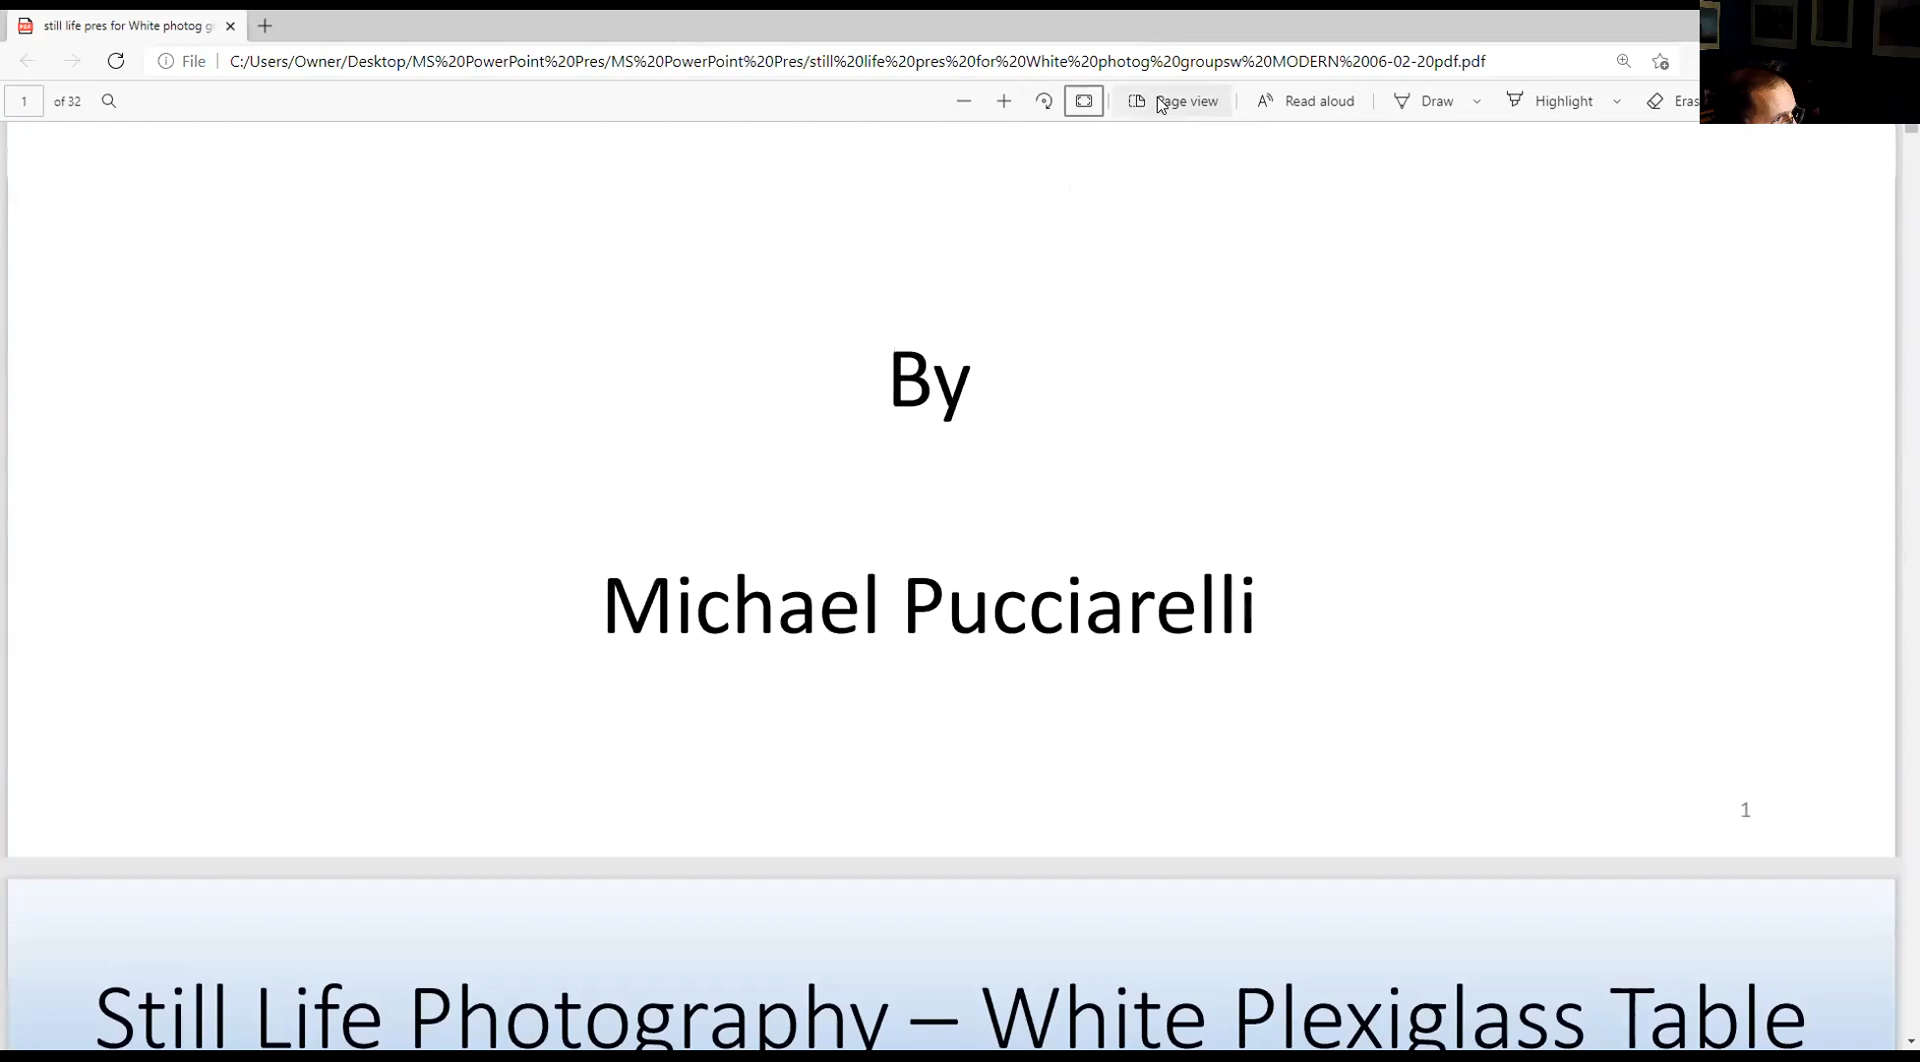 still life pres for White photog g
File
C:/Users/Owner/Desktop/MS%20PowerPoint%20Pres/MS%20PowerPoint%20Pres/still%20life%20pres%20for%20White%20photog%20groupsw%20MODERN%2006-02-20pdf.pdf
1 of 32 Page view Read aloud Draw Highlight Eras
By
Michael Pucciarelli
1
Still Life Photography – White Plexiglass Table